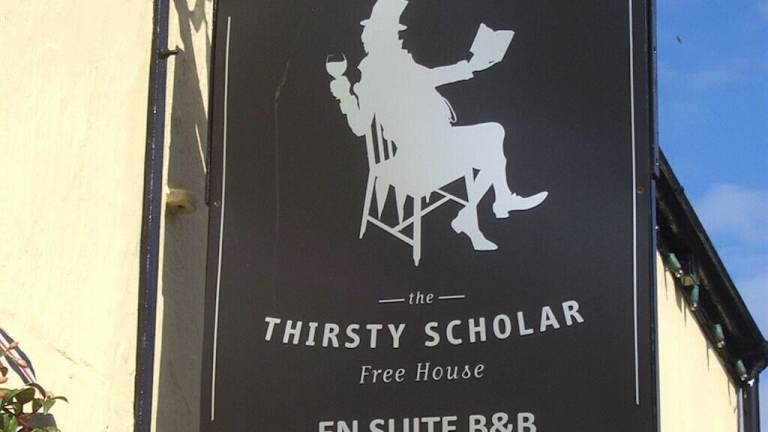 the
THIRSTY SCHOLAR
Free House
EN SUITE B&B